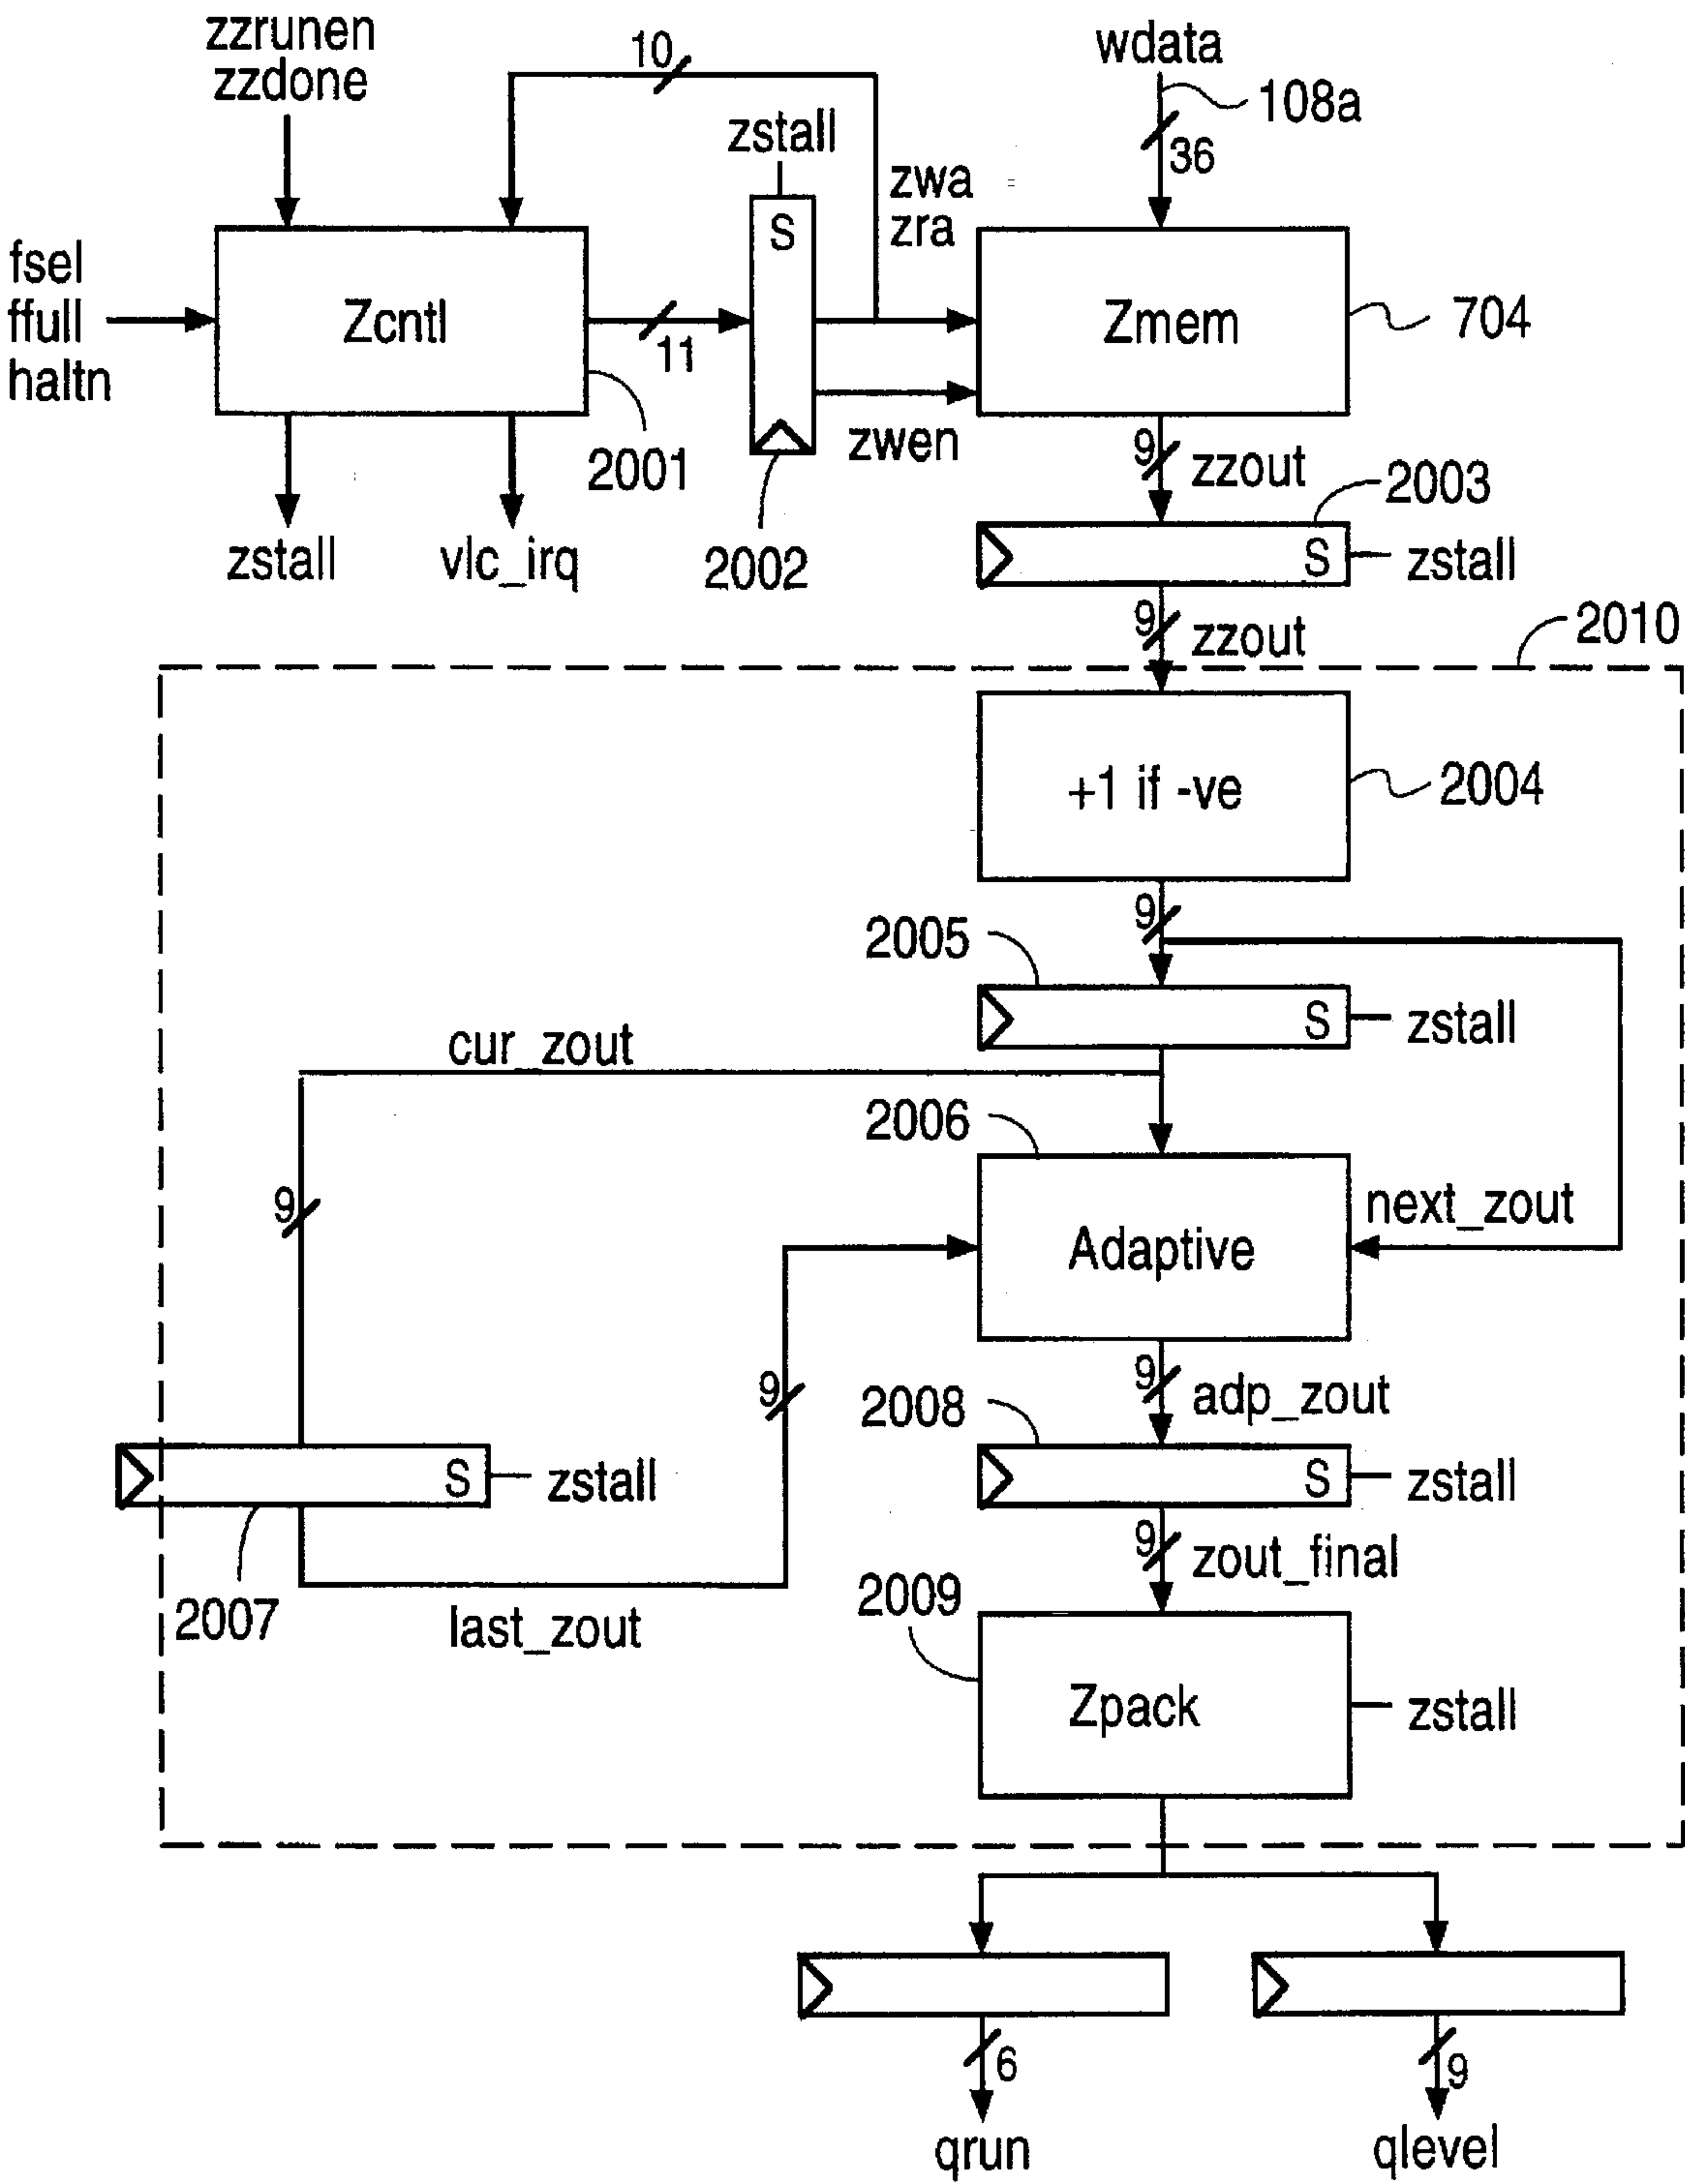 zzrunen
zzdone
10
wdata
108a
36
zstall
zwa
zra
fsel
ffull
haltn
Zcntl
11
S
Zmem
704
2001
zwen
9
zzout
2003
zstall
vlc_irq
2002
S
zstall
9
zzout
2010
+1 if -ve
2004
9
2005
S
zstall
cur_zout
2006
9
next_zout
Adaptive
9
9
adp_zout
2008
S
zstall
S
zstall
9
zout_final
2007
last_zout
2009
Zpack
zstall
6
9
qrun
qlevel